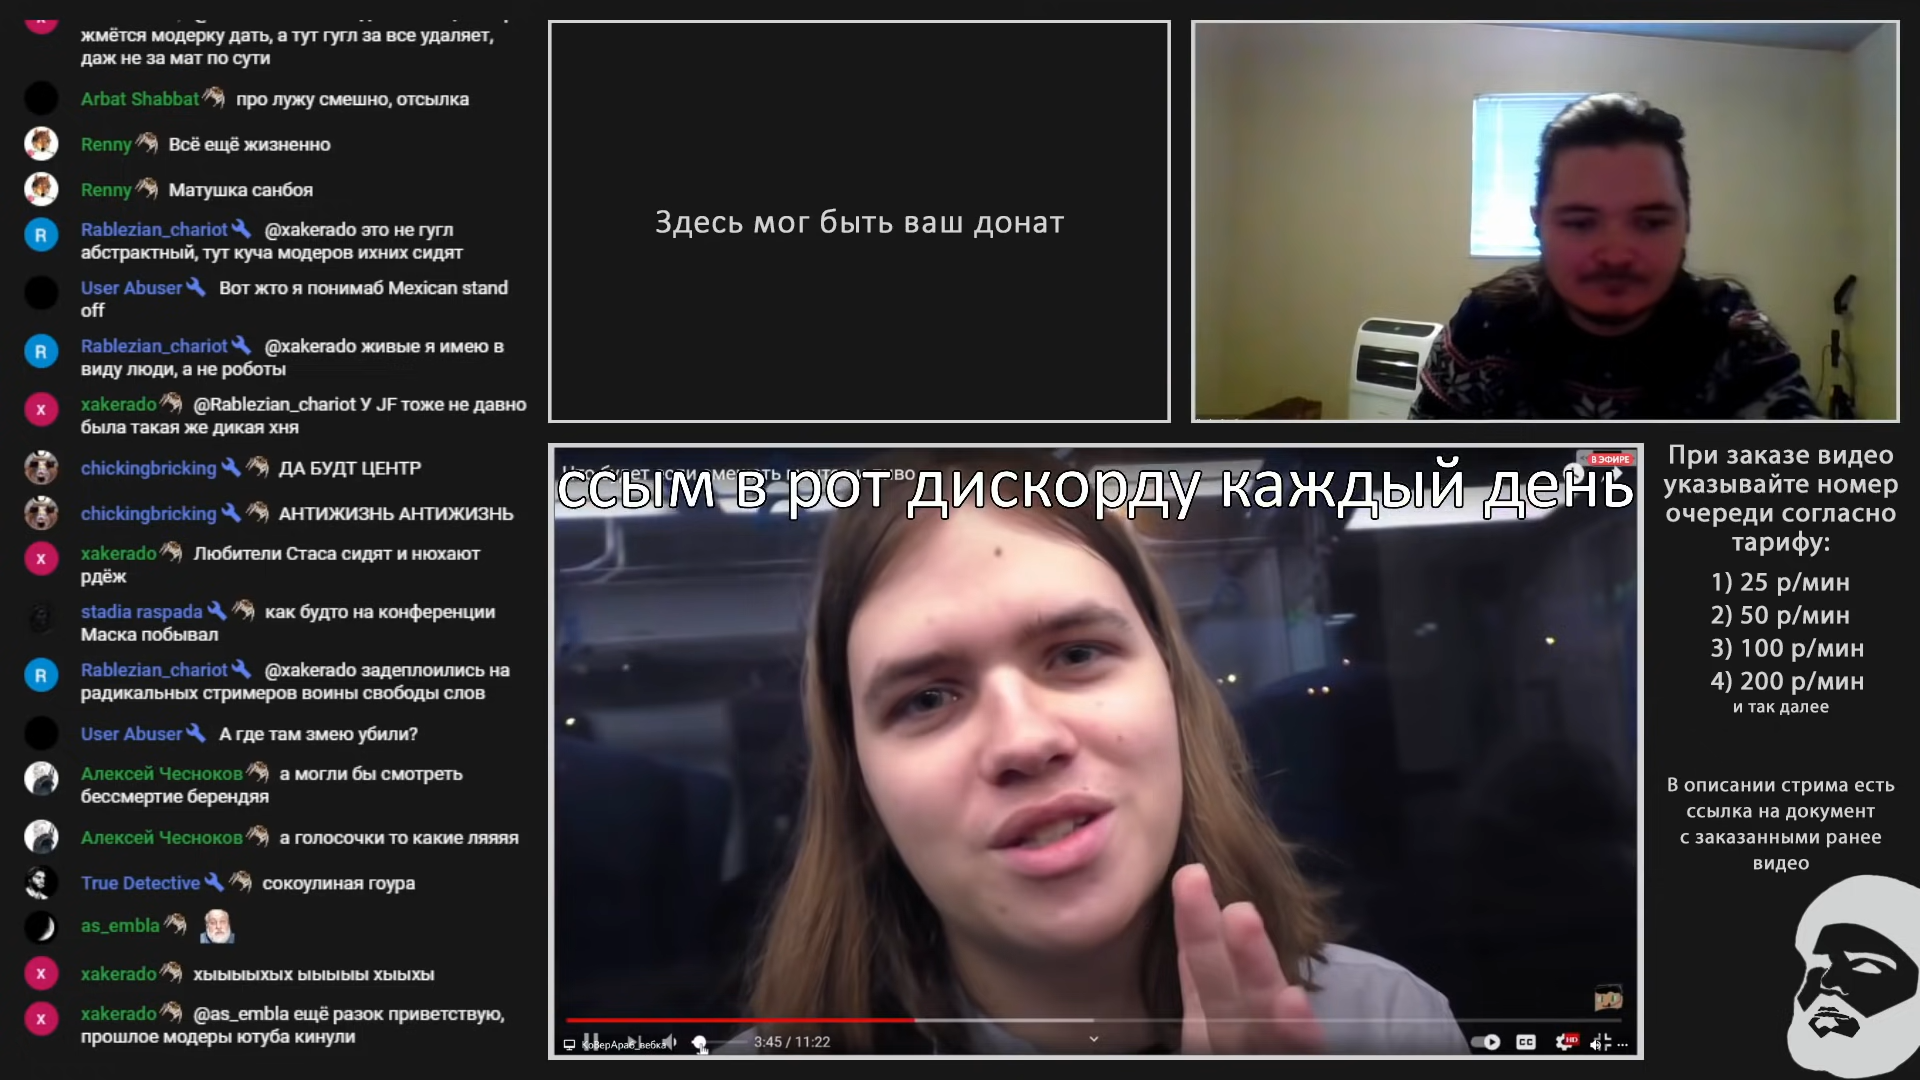 жмётся модерку дать, а тут гугл за все удаляет,
даж не за мат по сути
Arbat Shabbat про лужу смешно, отсылка
Renny Всё ещё жизненно
Renny Матушка санбоя
R Rablezian_chariot @xakerado это не гугл
абстрактный, тут куча модеров ихних сидят
User Abuser Вот жто я понимаб Mexican stand
off
R Rablezian_chariot @xakerado живые я имею в
виду люди, а не роботы
x xakerado @Rablezian_chariot У JF тоже не давно
была такая же дикая хня
chickingbricking ДА БУДТ ЦЕНТР
chickingbricking АНТИЖИЗНЬ АНТИЖИЗНЬ
x xakerado Любители Стаса сидят и нюхают
рдёж
stadia raspada как будто на конференции
Маска побывал
R Rablezian_chariot @xakerado задеплоились на
радикальных стримеров воины свободы слов
User Abuser А где там змею убили?
Алексей Чесноков а могли бы смотреть
бессмертие берендяя
Алексей Чесноков а голосочки то какие ляяяя
True Detective сокоулиная гоура
as_embla
x xakerado хыыыыхых ыыыыы хыыхы
x xakerado @as_embla ещё разок приветствую,
прошлое модеры ютуба кинули
Здесь мог быть ваш донат
В ЭФИРЕ
ссым в рот дискорду каждый день
КоВерАраб_вебка
3:45 / 11:22
CC
HD
При заказе видео
указывайте номер
очереди согласно
тарифу:
1) 25 р/мин
2) 50 р/мин
3) 100 р/мин
4) 200 р/мин
и так далее
В описании стрима есть
ссылка на документ
с заказанными ранее
видео